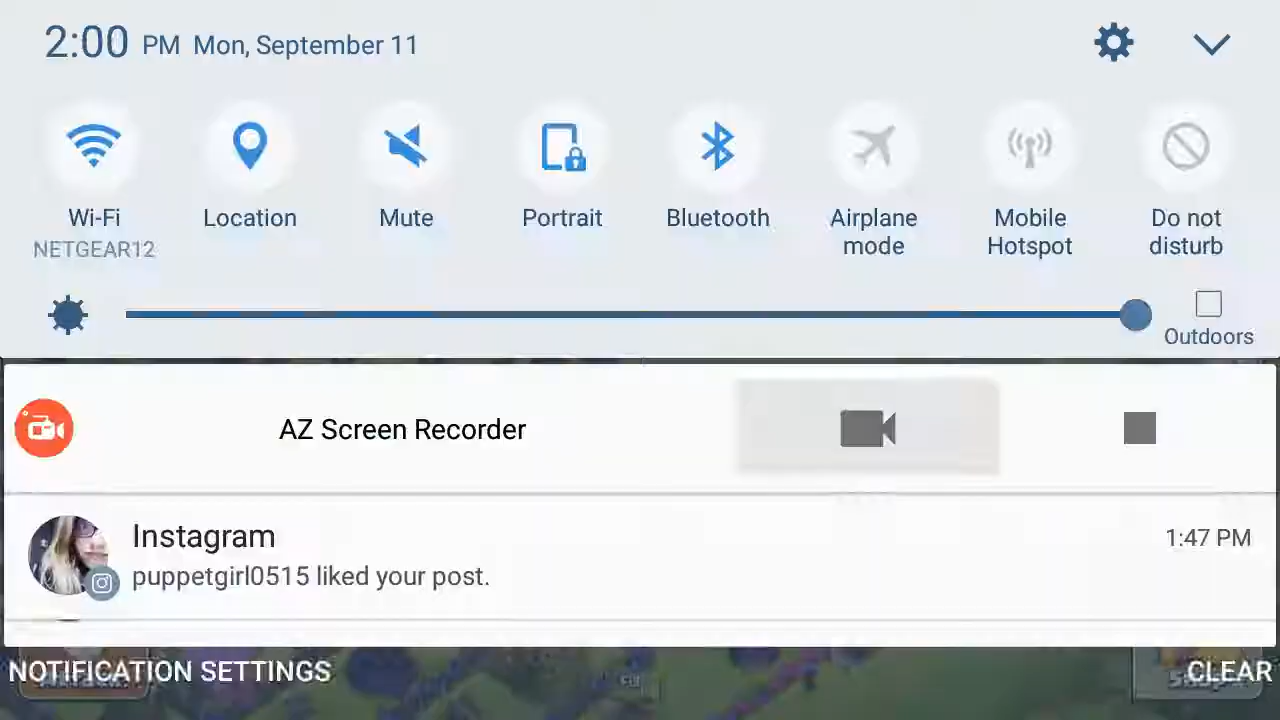 2:00 PM Mon, September 11
Wi-Fi
NETGEAR12
Location
Mute
Portrait
Bluetooth
Airplane
mode
Mobile
Hotspot
Do not
disturb
Outdoors
AZ Screen Recorder
Instagram
1:47 PM
puppetgirl0515 liked your post.
NOTIFICATION SETTINGS
CLEAR